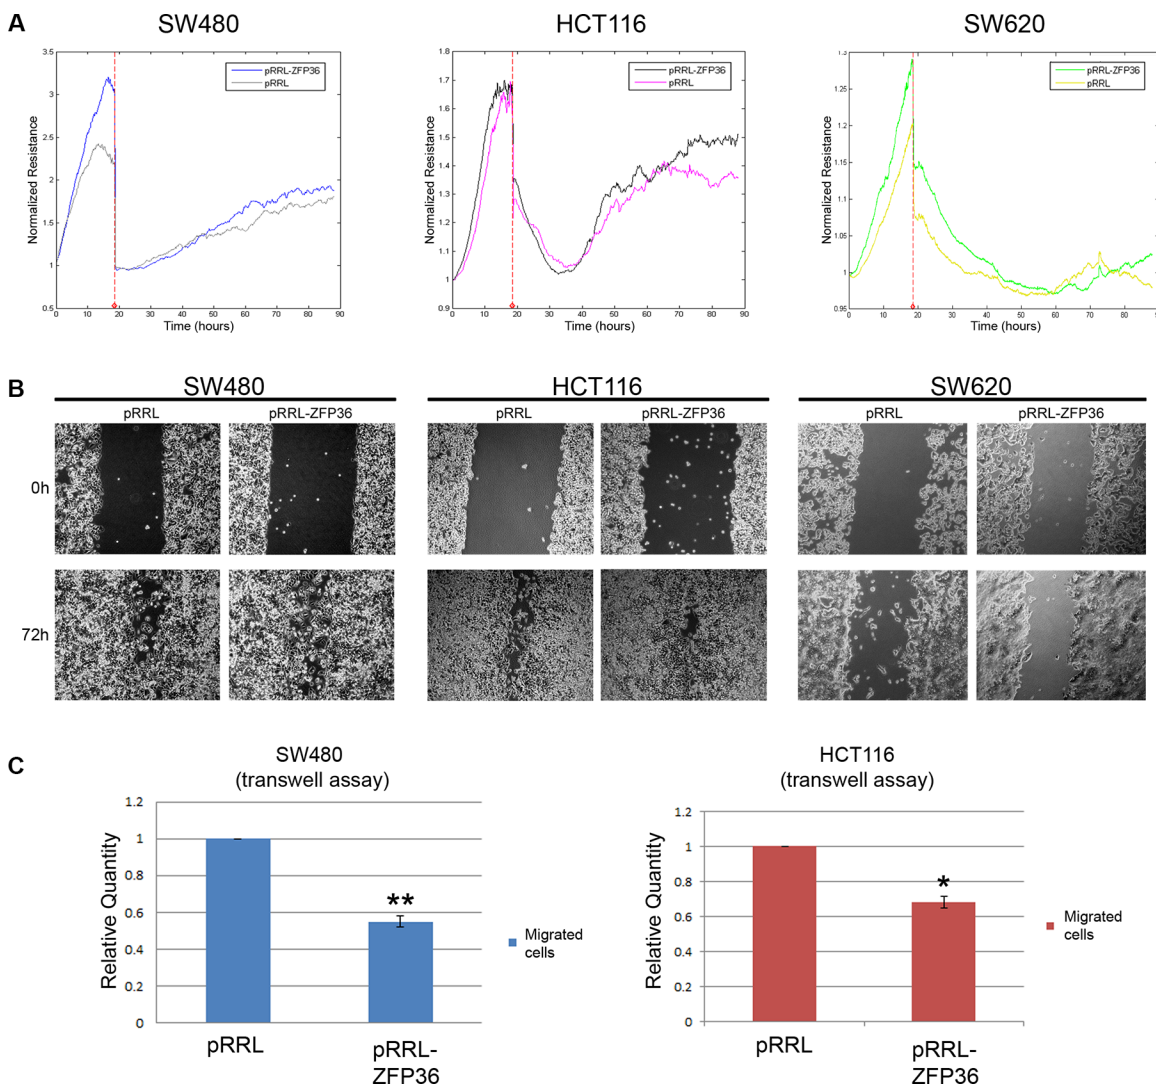 A
SW480
HCT116
SW620
3.5
3
2.5
2
1.5
1
0.5
Normalized Resistance
pRRL-ZFP36
pRRL
0 10 20 30 40 50 60 70 80 90
Time (hours)
1.8
1.7
1.6
1.5
1.4
1.3
1.2
1.1
1
0.9
Normalized Resistance
pRRL-ZFP36
pRRL
0 10 20 30 40 50 60 70 80 90
Time (hours)
1.3
1.25
1.2
1.15
1.1
1.05
1
0.95
Normalized Resistance
pRRL-ZFP36
pRRL
0 10 20 30 40 50 60 70 80 90
Time (hours)
B
SW480
HCT116
SW620
pRRL
pRRL-ZFP36
pRRL
pRRL-ZFP36
pRRL
pRRL-ZFP36
0h
72h
C
SW480
(transwell assay)
1.2
1
0.8
0.6
0.4
0.2
0
Relative Quantity
**
pRRL
pRRL-
ZFP36
Migrated
cells
HCT116
(transwell assay)
1.2
1
0.8
0.6
0.4
0.2
0
Relative Quantity
*
pRRL
pRRL-
ZFP36
Migrated
cells